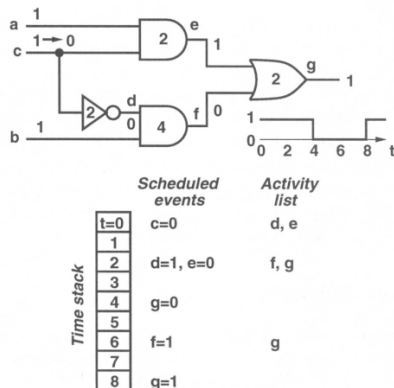 a 1 2 e
c 1→0 1
2 d 0 4 f 0 2 g 1
b 1
1
0
0 2 4 6 8 t
Scheduled events Activity list
Time stack
t=0 c=0 d, e
1
2 d=1, e=0 f, g
3
4 g=0
5
6 f=1 g
7
8 g=1